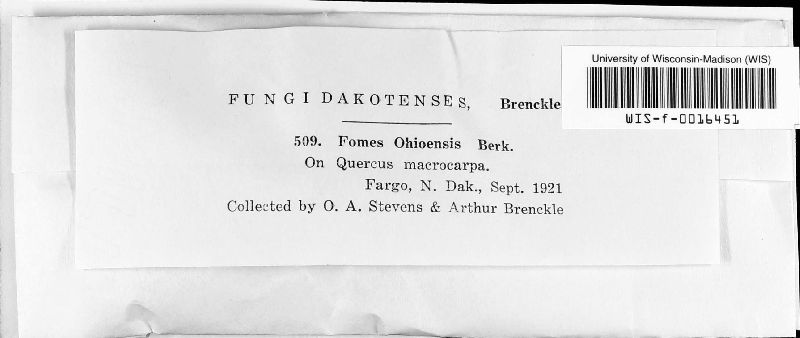 University of Wisconsin-Madison (WIS)
WIS-f-0016451
FUNGI DAKOTENSES, Brenckle
509. Fomes Ohioensis Berk.
On Quercus macrocarpa.
Fargo, N. Dak., Sept. 1921
Collected by O. A. Stevens & Arthur Brenckle